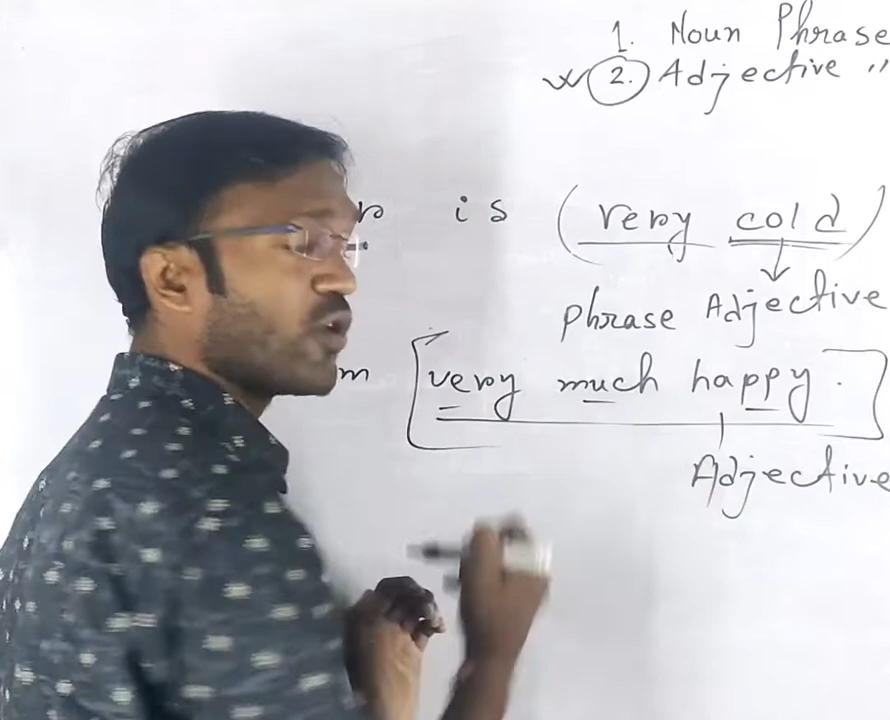 1. Noun Phrase
2. Adjective "
is (very cold)
Phrase Adjective
m [very much happy.]
Adjective